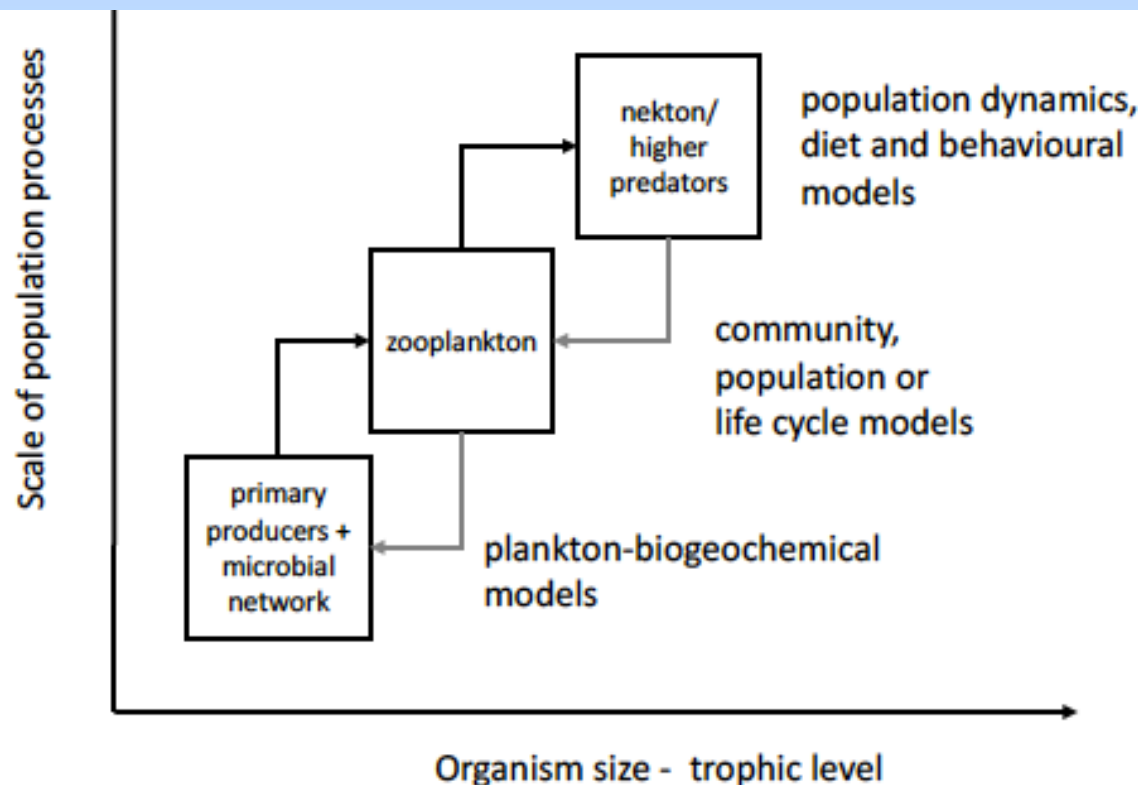 Scale of population processes
nekton/
higher
predators
population dynamics,
diet and behavioural
models
zooplankton
community,
population or
life cycle models
primary
producers +
microbial
network
plankton-biogeochemical
models
Organism size - trophic level